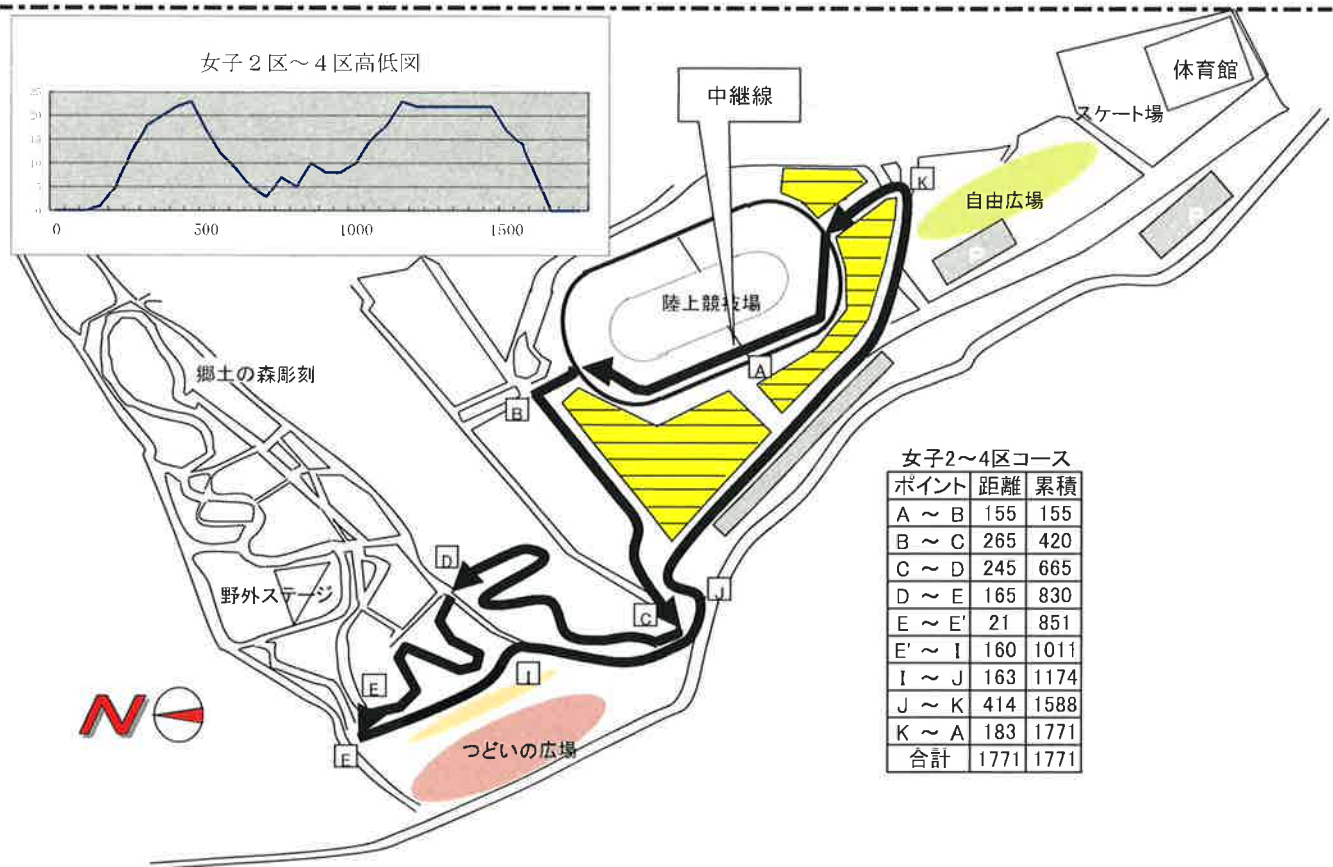 女子2区～4区高低図
25
20
15
10
5
0
0
500
1000
1500
中継線
体育館
スケート場
K
自由広場
P
P
陸上競技場
A
郷土の森彫刻
B
D
野外ステージ
C
J
E
I
N
E
つどいの広場
女子2～4区コース
ポイント 距離 累積
A ～ B 155 155
B ～ C 265 420
C ～ D 245 665
D ～ E 165 830
E ～ E' 21 851
E' ～ I 160 1011
I ～ J 163 1174
J ～ K 414 1588
K ～ A 183 1771
合計 1771 1771